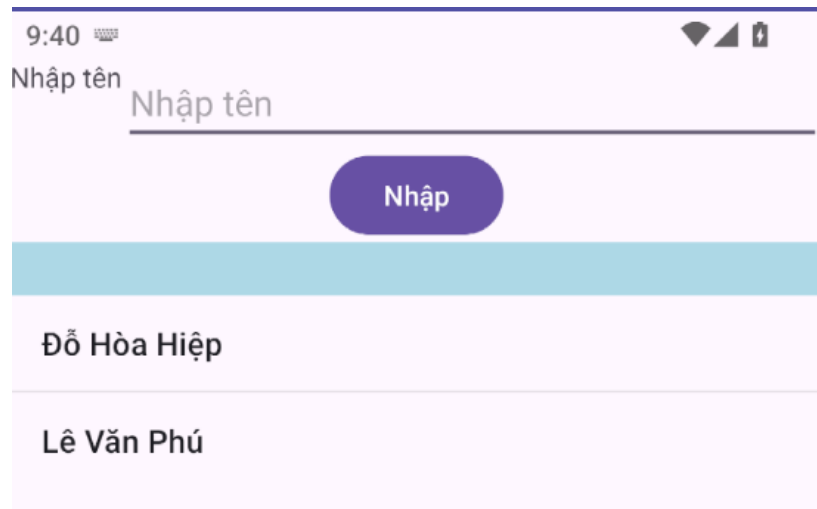 9:40
Nhập tên
Nhập tên
Nhập
Đỗ Hòa Hiệp
Lê Văn Phú